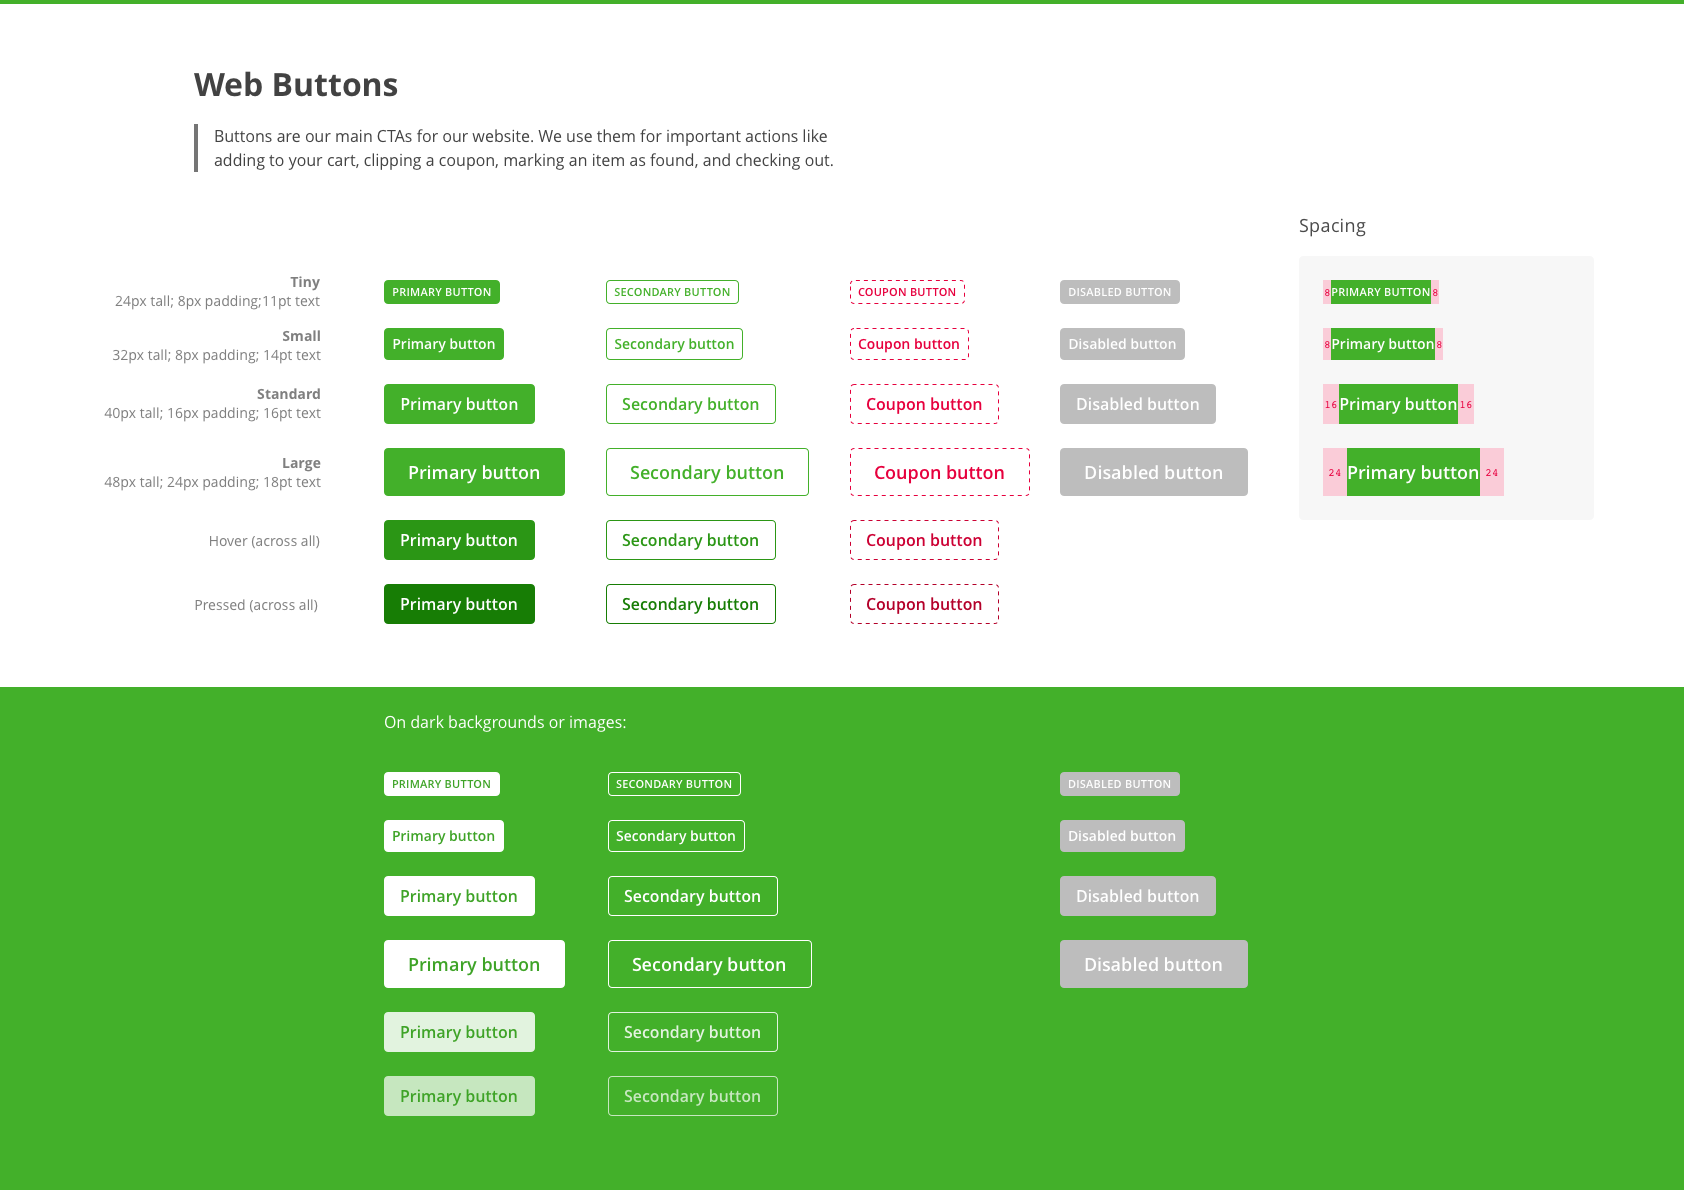 Web Buttons
Buttons are our main CTAs for our website. We use them for important actions like
adding to your cart, clipping a coupon, marking an item as found, and checking out.
Spacing
Tiny
24px tall; 8px padding;11pt text
PRIMARY BUTTON
SECONDARY BUTTON
COUPON BUTTON
DISABLED BUTTON
8 PRIMARY BUTTON 8
Small
32px tall; 8px padding; 14pt text
Primary button
Secondary button
Coupon button
Disabled button
8 Primary button 8
Standard
40px tall; 16px padding; 16pt text
Primary button
Secondary button
Coupon button
Disabled button
16 Primary button 16
Large
48px tall; 24px padding; 18pt text
Primary button
Secondary button
Coupon button
Disabled button
24 Primary button 24
Hover (across all)
Primary button
Secondary button
Coupon button
Pressed (across all)
Primary button
Secondary button
Coupon button
On dark backgrounds or images:
PRIMARY BUTTON
SECONDARY BUTTON
DISABLED BUTTON
Primary button
Secondary button
Disabled button
Primary button
Secondary button
Disabled button
Primary button
Secondary button
Disabled button
Primary button
Secondary button
Primary button
Secondary button